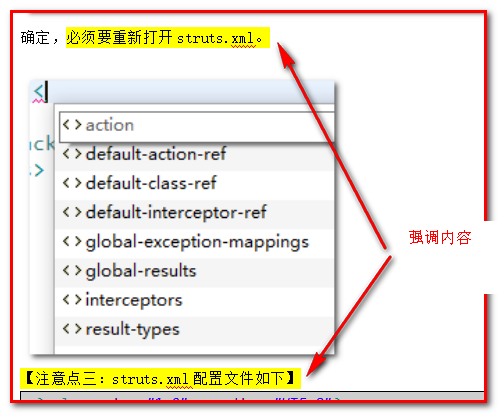 确定，必须要重新打开 struts.xml。
<
action
default-action-ref
default-class-ref
default-interceptor-ref
global-exception-mappings
global-results
interceptors
result-types
强调内容
【注意点三：struts.xml 配置文件如下】